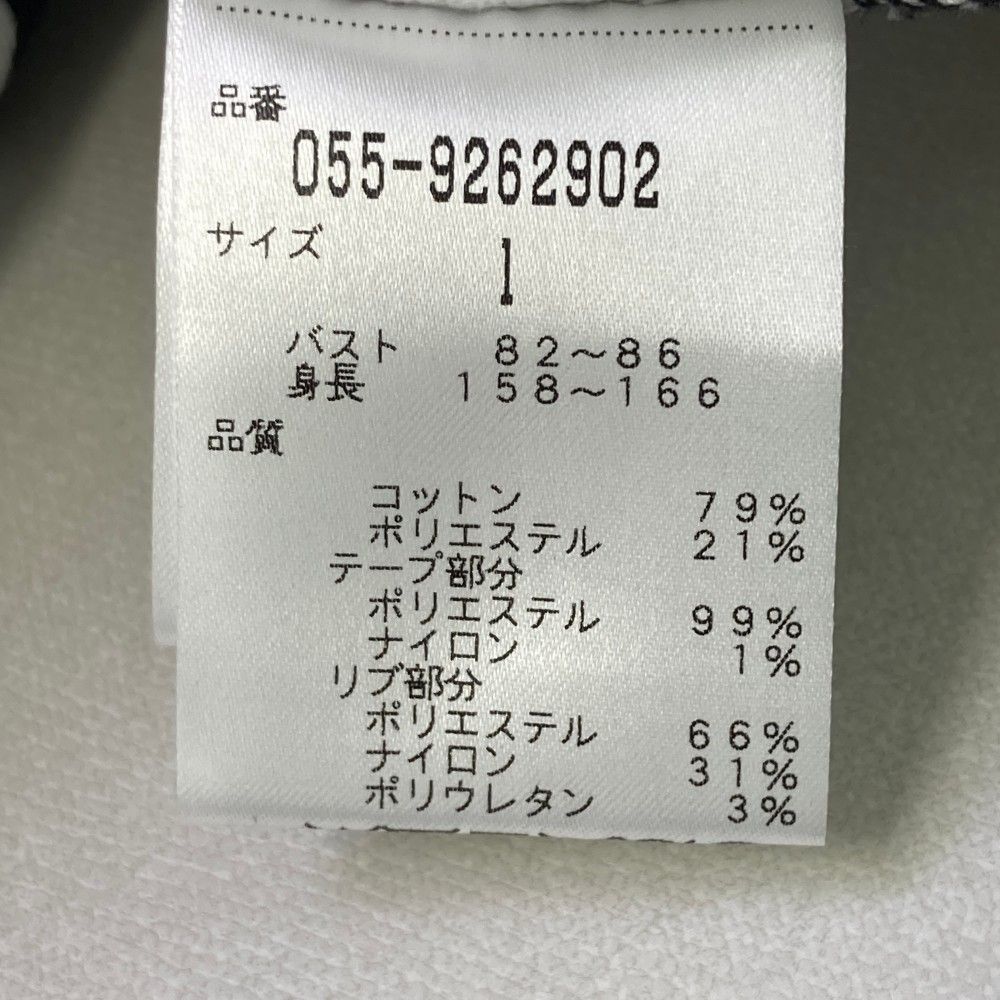 品番
055-9262902
サイズ
1
バスト 82～86
身長 158～166
品質
コットン 79%
ポリエステル 21%
テープ部分
ポリエステル 99%
ナイロン 1%
リブ部分
ポリエステル 66%
ナイロン 31%
ポリウレタン 3%